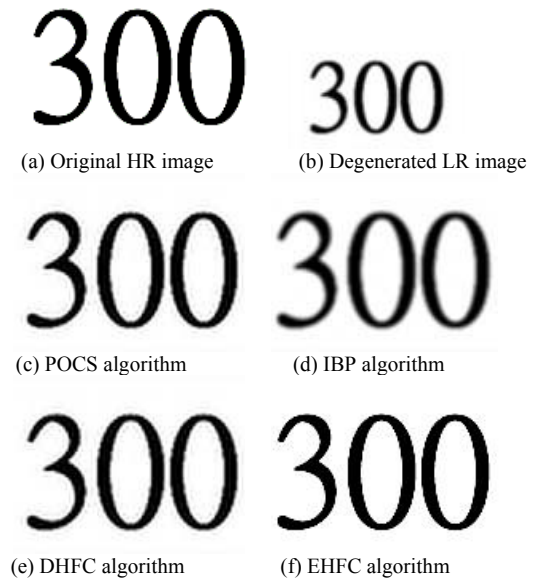 300
300
(a) Original HR image
(b) Degenerated LR image
300
300
(c) POCS algorithm
(d) IBP algorithm
300
300
(e) DHFC algorithm
(f) EHFC algorithm